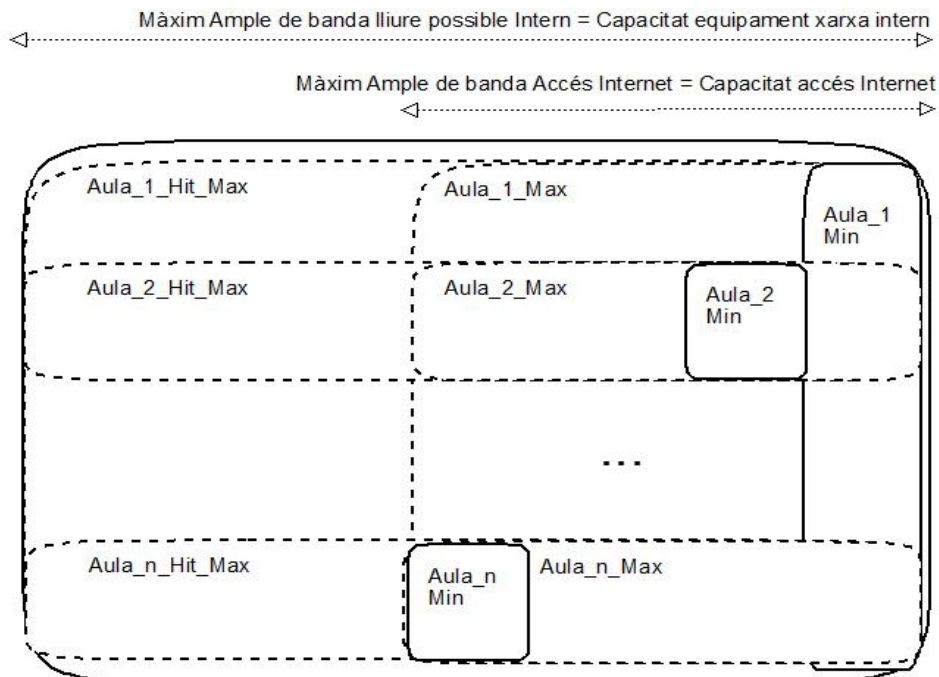 Màxim Ample de banda lliure possible Intern = Capacitat equipament xarxa intern
Màxim Ample de banda Accés Internet = Capacitat accés Internet
Aula_1_Hit_Max
Aula_1_Max
Aula_1
Min
Aula_2_Hit_Max
Aula_2_Max
Aula_2
Min
...
Aula_n_Hit_Max
Aula_n
Min
Aula_n_Max